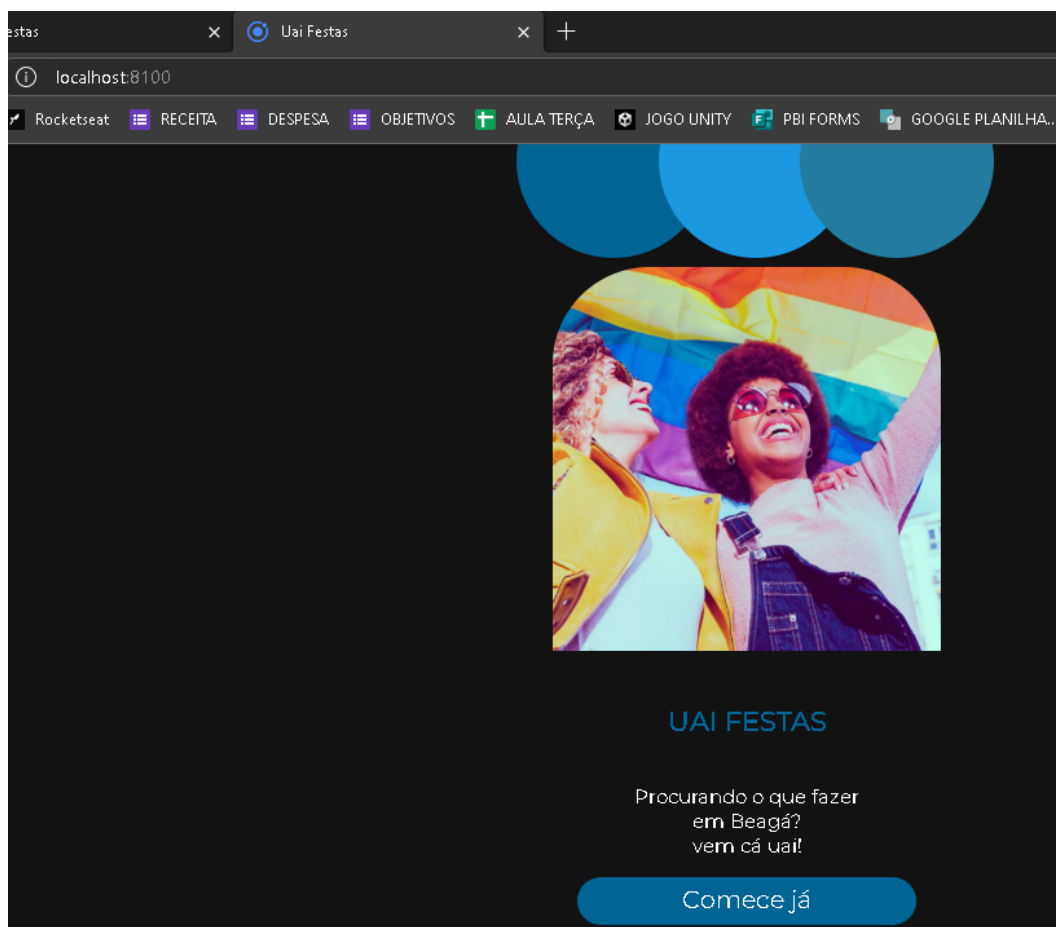 estas
Uai Festas
localhost:8100
Rocketseat RECEITA DESPESA OBJETIVOS AULA TERÇA JOGO UNITY PBI FORMS GOOGLE PLANILHA...
UAI FESTAS
Procurando o que fazer
em Beagá?
vem cá uai!
Comece já